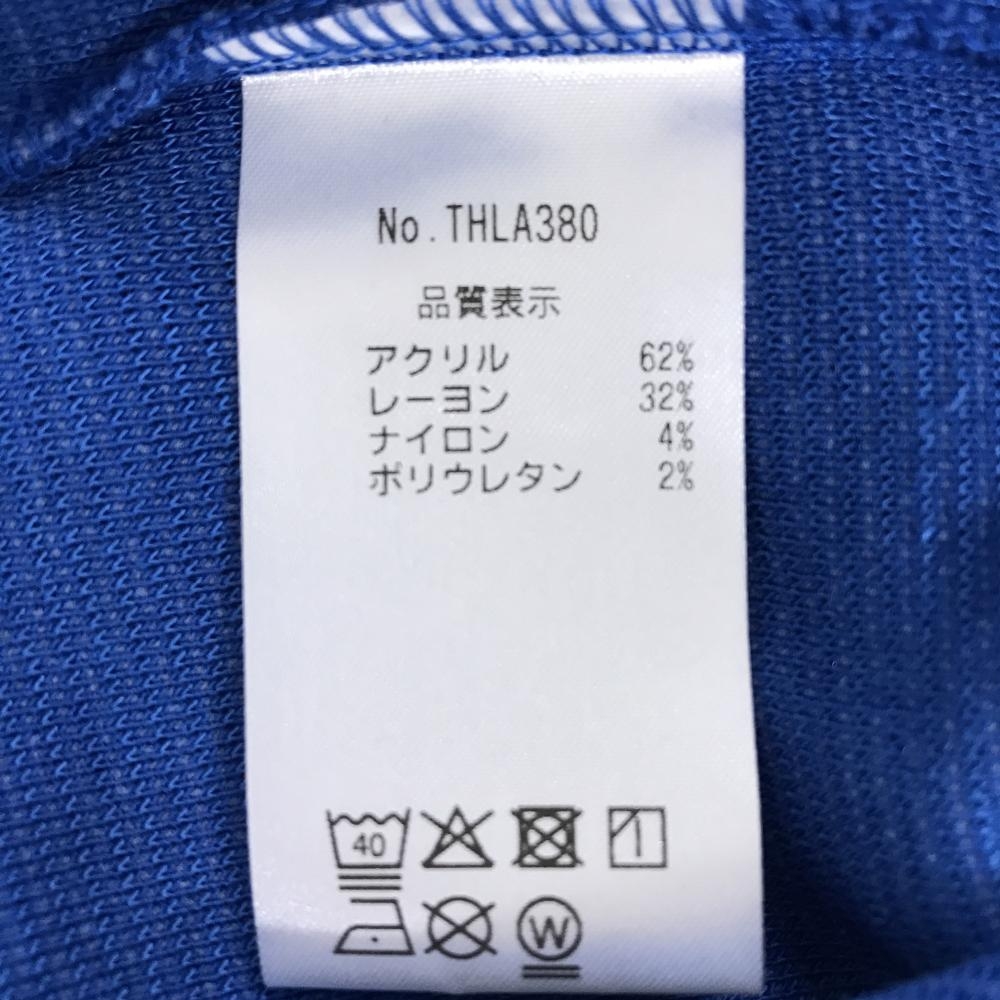 No.THLA380
品質表示
アクリル 62%
レーヨン 32%
ナイロン 4%
ポリウレタン 2%
40
W